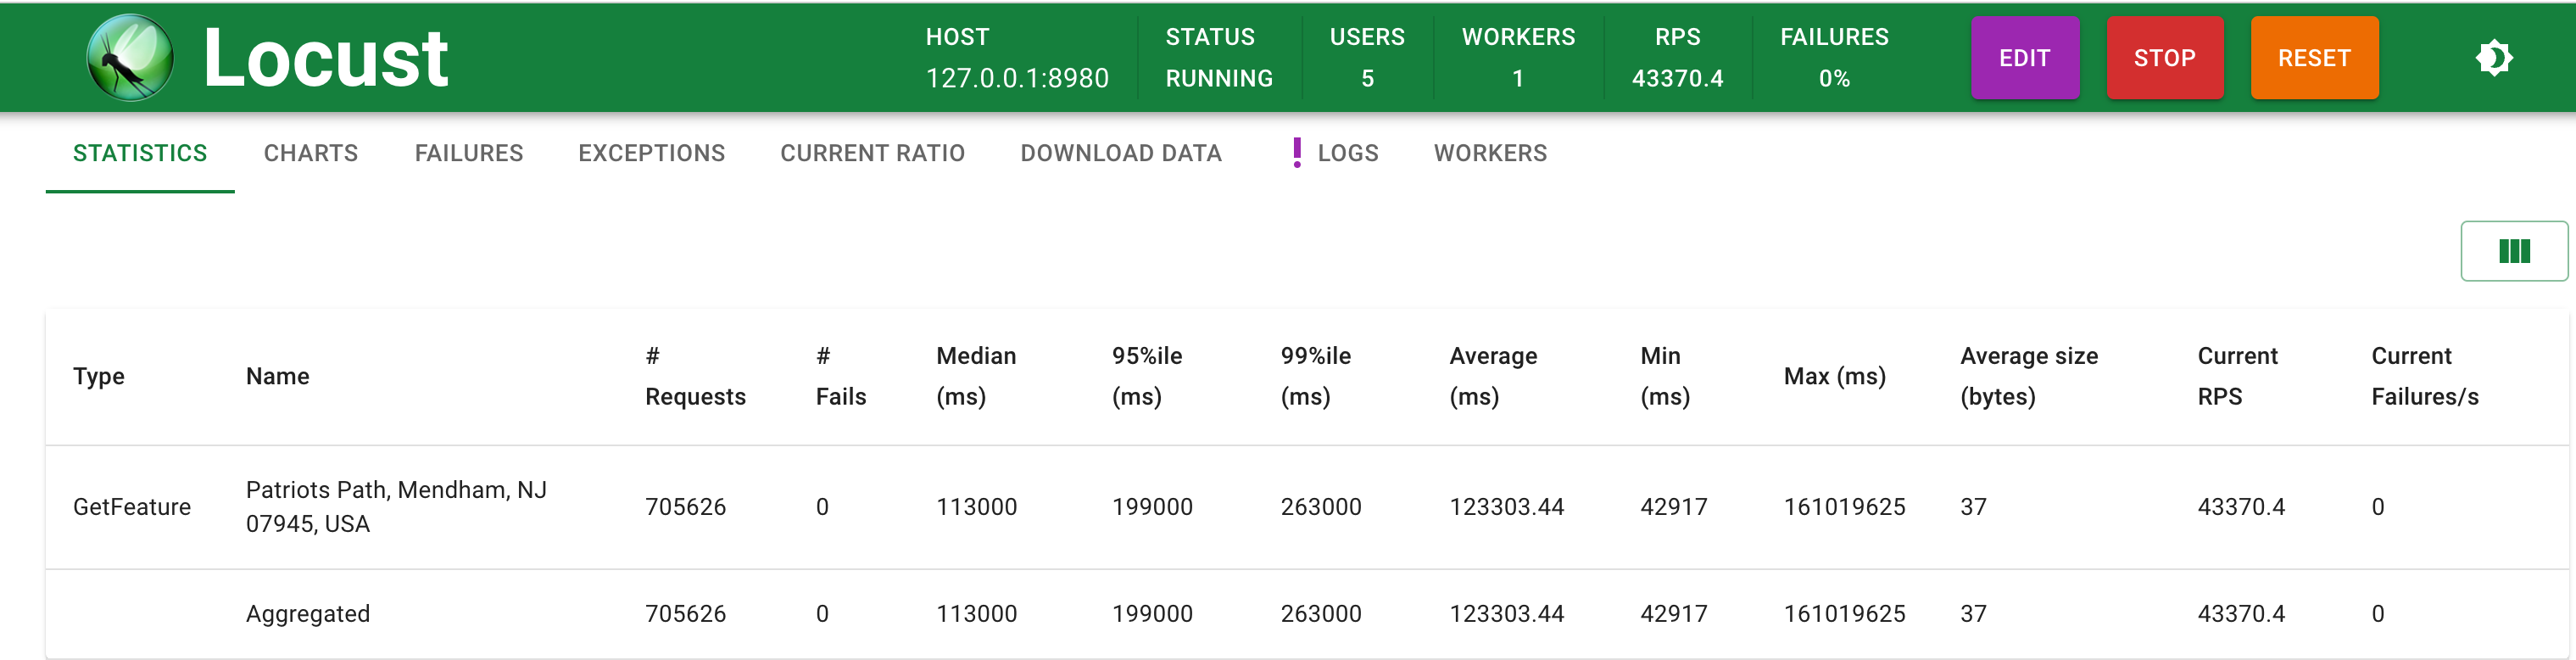 Locust
HOST
127.0.0.1:8980
STATUS
RUNNING
USERS
5
WORKERS
1
RPS
43370.4
FAILURES
0%
EDIT
STOP
RESET
STATISTICS
CHARTS
FAILURES
EXCEPTIONS
CURRENT RATIO
DOWNLOAD DATA
! LOGS
WORKERS
Type
Name
#
Requests
#
Fails
Median
(ms)
95%ile
(ms)
99%ile
(ms)
Average
(ms)
Min
(ms)
Max (ms)
Average size
(bytes)
Current
RPS
Current
Failures/s
GetFeature
Patriots Path, Mendham, NJ
07945, USA
705626
0
113000
199000
263000
123303.44
42917
161019625
37
43370.4
0
Aggregated
705626
0
113000
199000
263000
123303.44
42917
161019625
37
43370.4
0